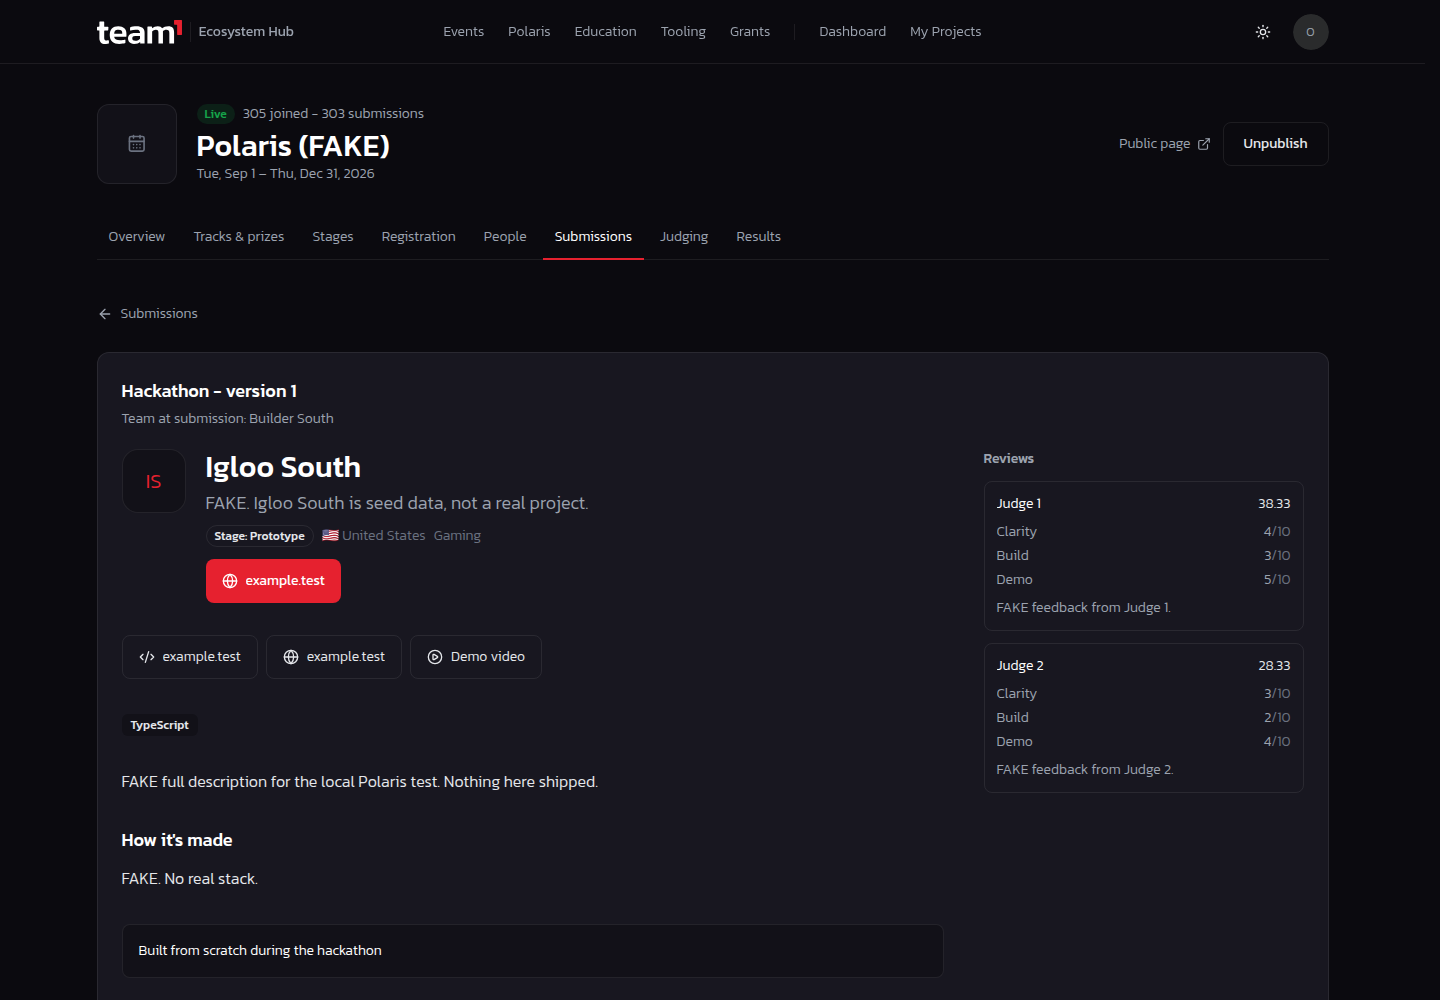 team1 Ecosystem Hub
Events Polaris Education Tooling Grants Dashboard My Projects
O
Live 305 joined - 303 submissions
Polaris (FAKE)
Tue, Sep 1 – Thu, Dec 31, 2026
Public page Unpublish
Overview Tracks & prizes Stages Registration People Submissions Judging Results
Submissions
Hackathon - version 1
Team at submission: Builder South
IS
Igloo South
FAKE. Igloo South is seed data, not a real project.
Stage: Prototype 🇺🇸 United States Gaming
example.test
example.test example.test Demo video
TypeScript
FAKE full description for the local Polaris test. Nothing here shipped.
How it's made
FAKE. No real stack.
Built from scratch during the hackathon
Reviews
Judge 1 38.33
Clarity 4/10
Build 3/10
Demo 5/10
FAKE feedback from Judge 1.
Judge 2 28.33
Clarity 3/10
Build 2/10
Demo 4/10
FAKE feedback from Judge 2.